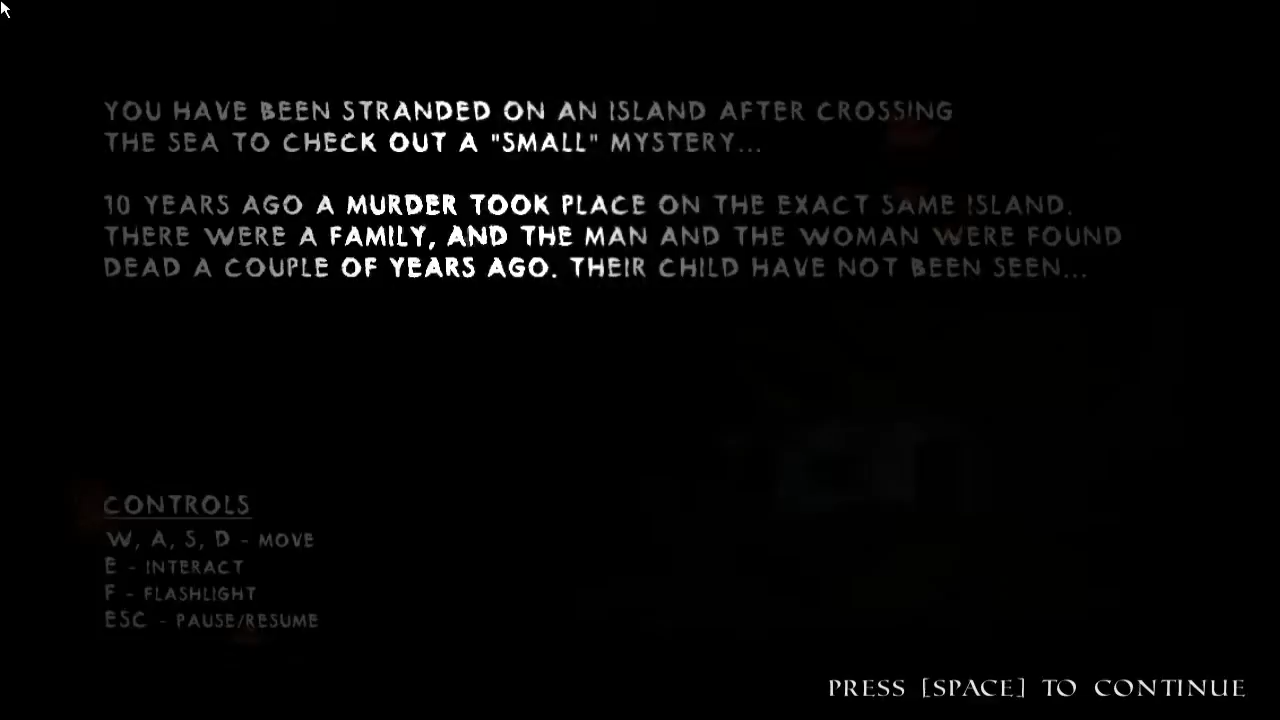 YOU HAVE BEEN STRANDED ON AN ISLAND AFTER CROSSING
THE SEA TO CHECK OUT A "SMALL" MYSTERY...
10 YEARS AGO A MURDER TOOK PLACE ON THE EXACT SAME ISLAND.
THERE WERE A FAMILY, AND THE MAN AND THE WOMAN WERE FOUND
DEAD A COUPLE OF YEARS AGO. THEIR CHILD HAVE NOT BEEN SEEN...
CONTROLS
W, A, S, D - MOVE
E - INTERACT
F - FLASHLIGHT
ESC - PAUSE/RESUME
PRESS [SPACE] TO CONTINUE